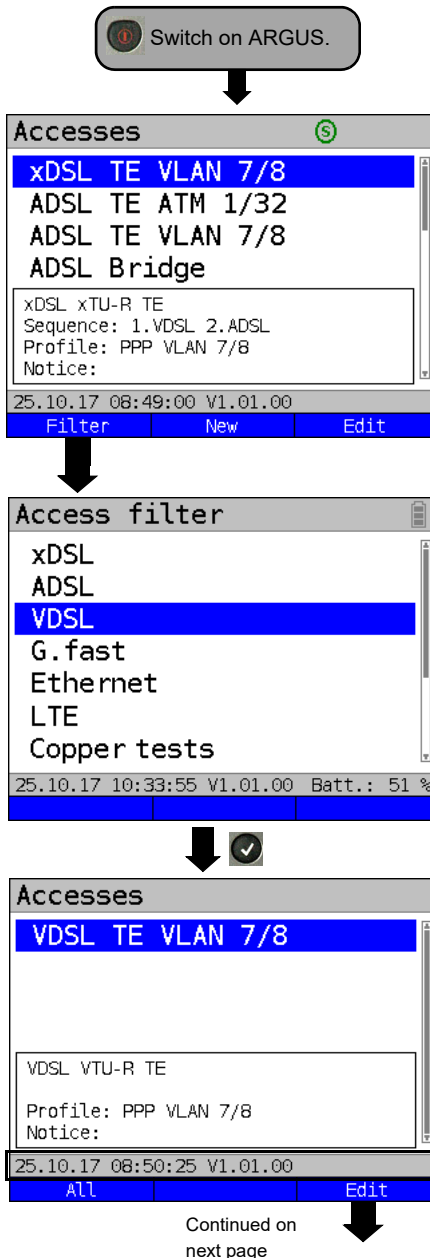 Switch on ARGUS.
Accesses S
xDSL TE VLAN 7/8
ADSL TE ATM 1/32
ADSL TE VLAN 7/8
ADSL Bridge
xDSL xTU-R TE
Sequence: 1.VDSL 2.ADSL
Profile: PPP VLAN 7/8
Notice:
25.10.17 08:49:00 V1.01.00
Filter New Edit
Access filter
xDSL
ADSL
VDSL
G.fast
Ethernet
LTE
Copper tests
25.10.17 10:33:55 V1.01.00 Batt.: 51 %
Accesses
VDSL TE VLAN 7/8
VDSL VTU-R TE
Profile: PPP VLAN 7/8
Notice:
25.10.17 08:50:25 V1.01.00
All Edit
Continued on
next page